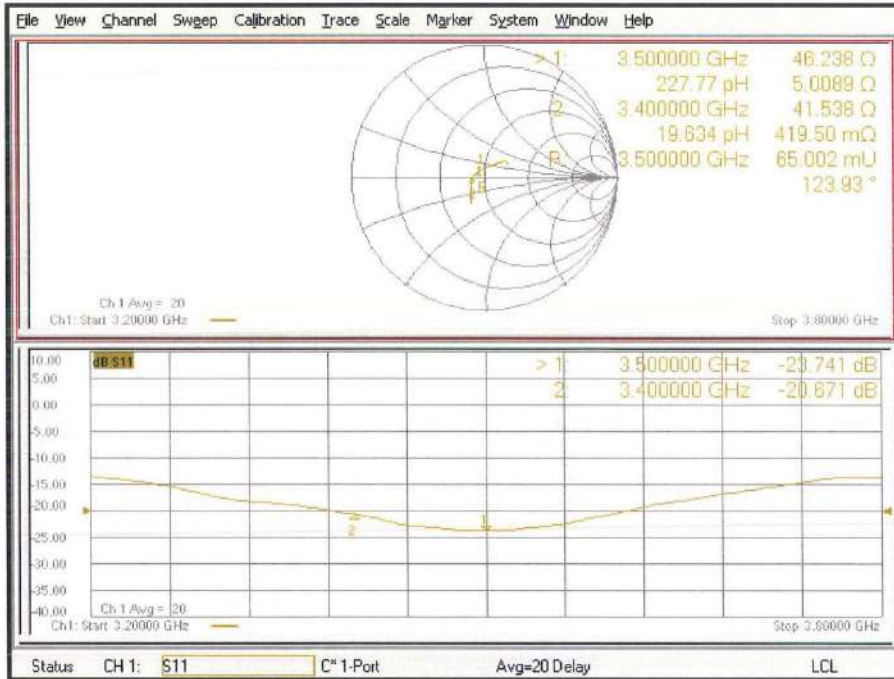 File View Channel Sweep Calibration Trace Scale Marker System Window Help
> 1: 3.500000 GHz 46.238 Ω
227.77 pH 5.0089 Ω
2 3.400000 GHz 41.538 Ω
19.634 pH 419.50 mΩ
R: 3.500000 GHz 65.002 mU
123.93 °
1
R
Ch 1 Avg = 20
Ch1: Start 3.20000 GHz Stop 3.80000 GHz
10.00 dB S11 > 1: 3.500000 GHz -23.741 dB
5.00 2 3.400000 GHz -20.671 dB
0.00
-5.00
-10.00
-15.00
-20.00
1
2
-25.00
-30.00
-35.00
-40.00 Ch 1 Avg = 20
Ch1: Start 3.20000 GHz Stop 3.80000 GHz
Status CH 1: S11 C* 1-Port Avg=20 Delay LCL